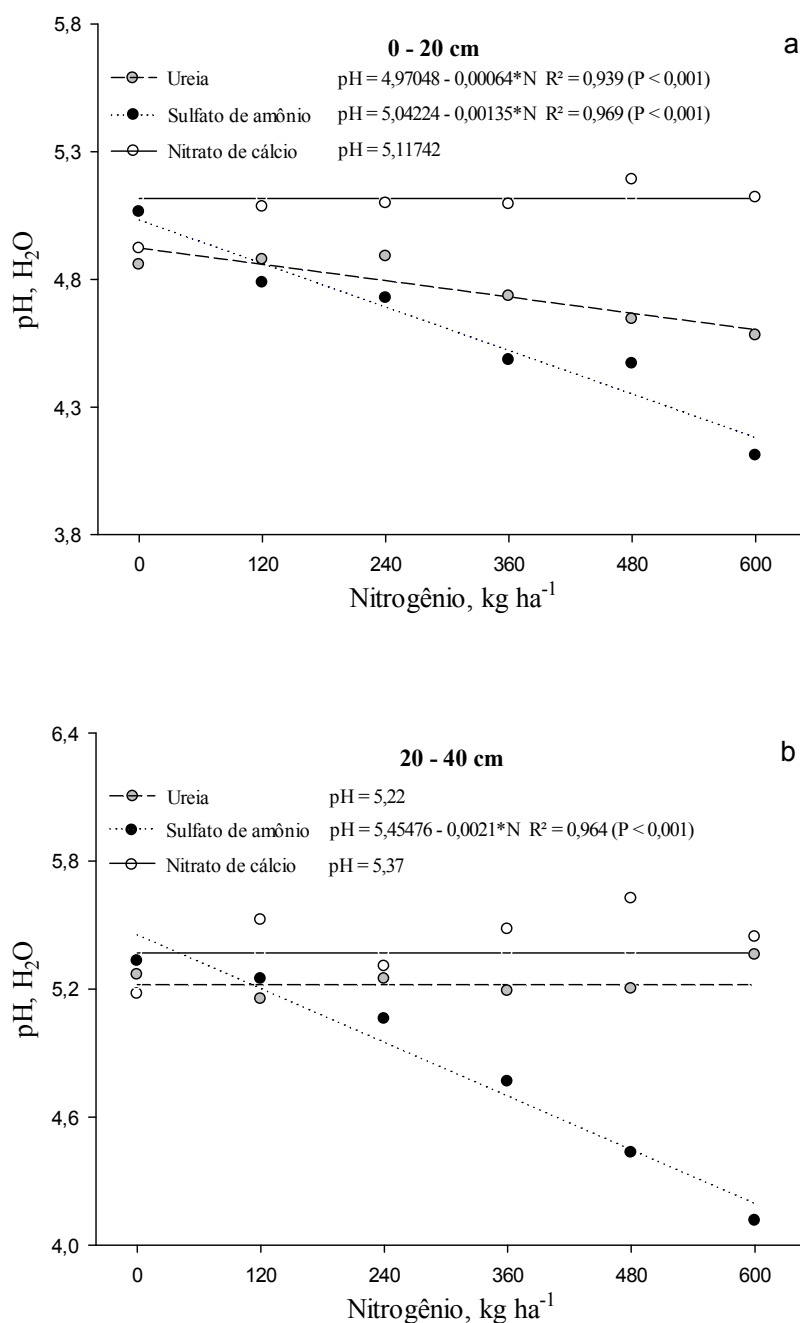 a
0 - 20 cm
Ureia pH = 4,97048 - 0,00064*N R² = 0,939 (P < 0,001)
Sulfato de amônio pH = 5,04224 - 0,00135*N R² = 0,969 (P < 0,001)
Nitrato de cálcio pH = 5,11742
pH, H₂O
5,8
5,3
4,8
4,3
3,8
0 120 240 360 480 600
Nitrogênio, kg ha⁻¹
b
20 - 40 cm
Ureia pH = 5,22
Sulfato de amônio pH = 5,45476 - 0,0021*N R² = 0,964 (P < 0,001)
Nitrato de cálcio pH = 5,37
pH, H₂O
6,4
5,8
5,2
4,6
4,0
0 120 240 360 480 600
Nitrogênio, kg ha⁻¹